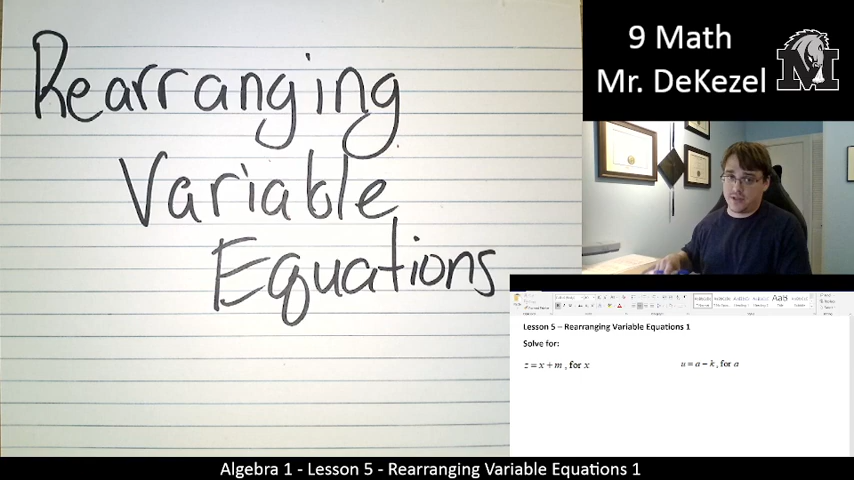 Rearranging
Variable
Equations
9 Math
Mr. DeKezel
M
Lesson 5 – Rearranging Variable Equations 1
Solve for:
z = x + m , for x
u = a − k , for a
Algebra 1 - Lesson 5 - Rearranging Variable Equations 1